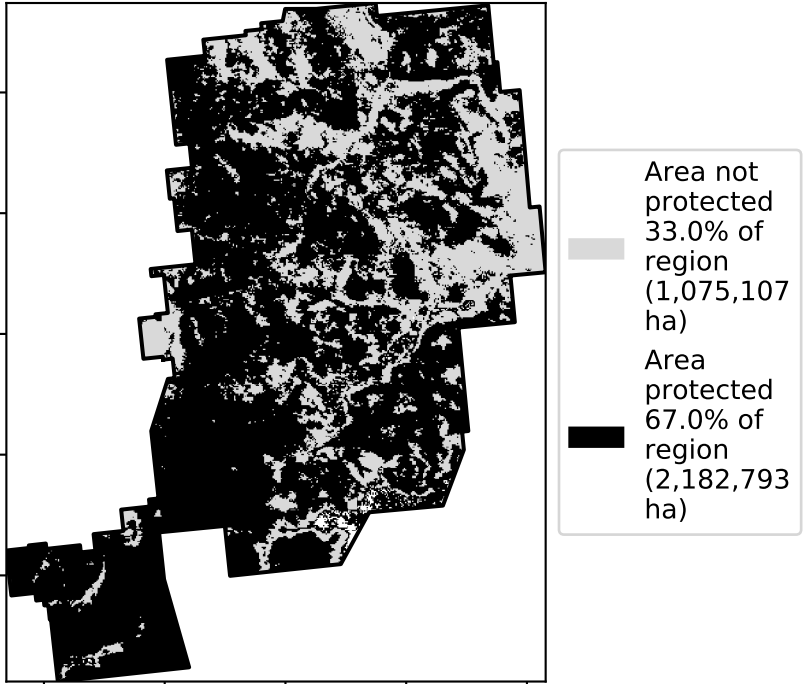 Area not
protected
33.0% of
region
(1,075,107
ha)
Area
protected
67.0% of
region
(2,182,793
ha)